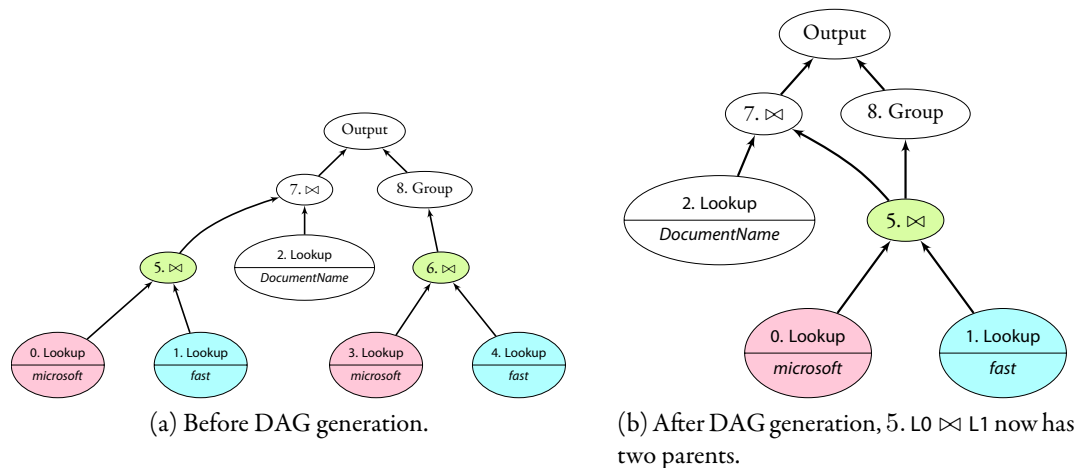 Output
7. ⋈
8. Group
5. ⋈
2. Lookup
DocumentName
6. ⋈
0. Lookup
microsoft
1. Lookup
fast
3. Lookup
microsoft
4. Lookup
fast
(a) Before DAG generation.
Output
7. ⋈
8. Group
2. Lookup
DocumentName
5. ⋈
0. Lookup
microsoft
1. Lookup
fast
(b) After DAG generation, 5. L0 ⋈ L1 now has
two parents.